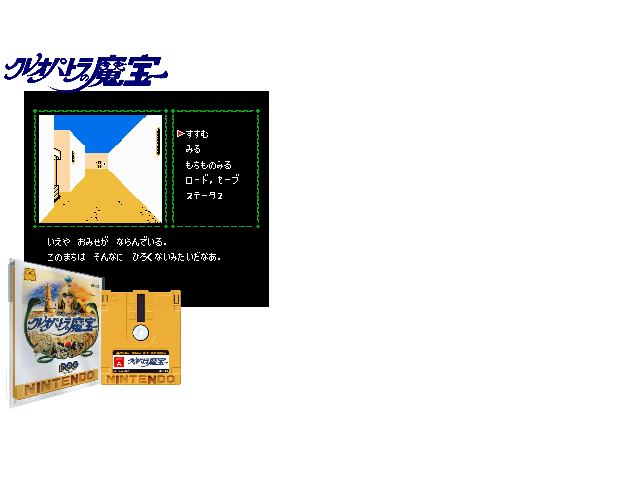 クレオパトラの魔宝
すすむ
みる
もちものみる
ロード，セーブ
ステータス
いえや おみせが ならんでいる．
このまちは そんなに ひろくないみたいだなあ．
クレオパトラの魔宝
DOG
NINTENDO
A
クレオパトラの魔宝
NINTENDO